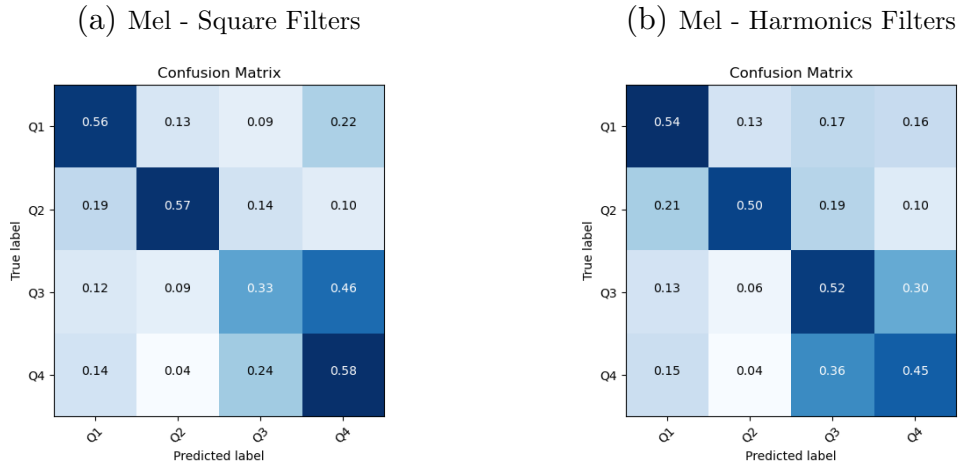 (a) Mel - Square Filters
Confusion Matrix
True label
Q1 0.56 0.13 0.09 0.22
Q2 0.19 0.57 0.14 0.10
Q3 0.12 0.09 0.33 0.46
Q4 0.14 0.04 0.24 0.58
Q1 Q2 Q3 Q4
Predicted label
(b) Mel - Harmonics Filters
Confusion Matrix
True label
Q1 0.54 0.13 0.17 0.16
Q2 0.21 0.50 0.19 0.10
Q3 0.13 0.06 0.52 0.30
Q4 0.15 0.04 0.36 0.45
Q1 Q2 Q3 Q4
Predicted label